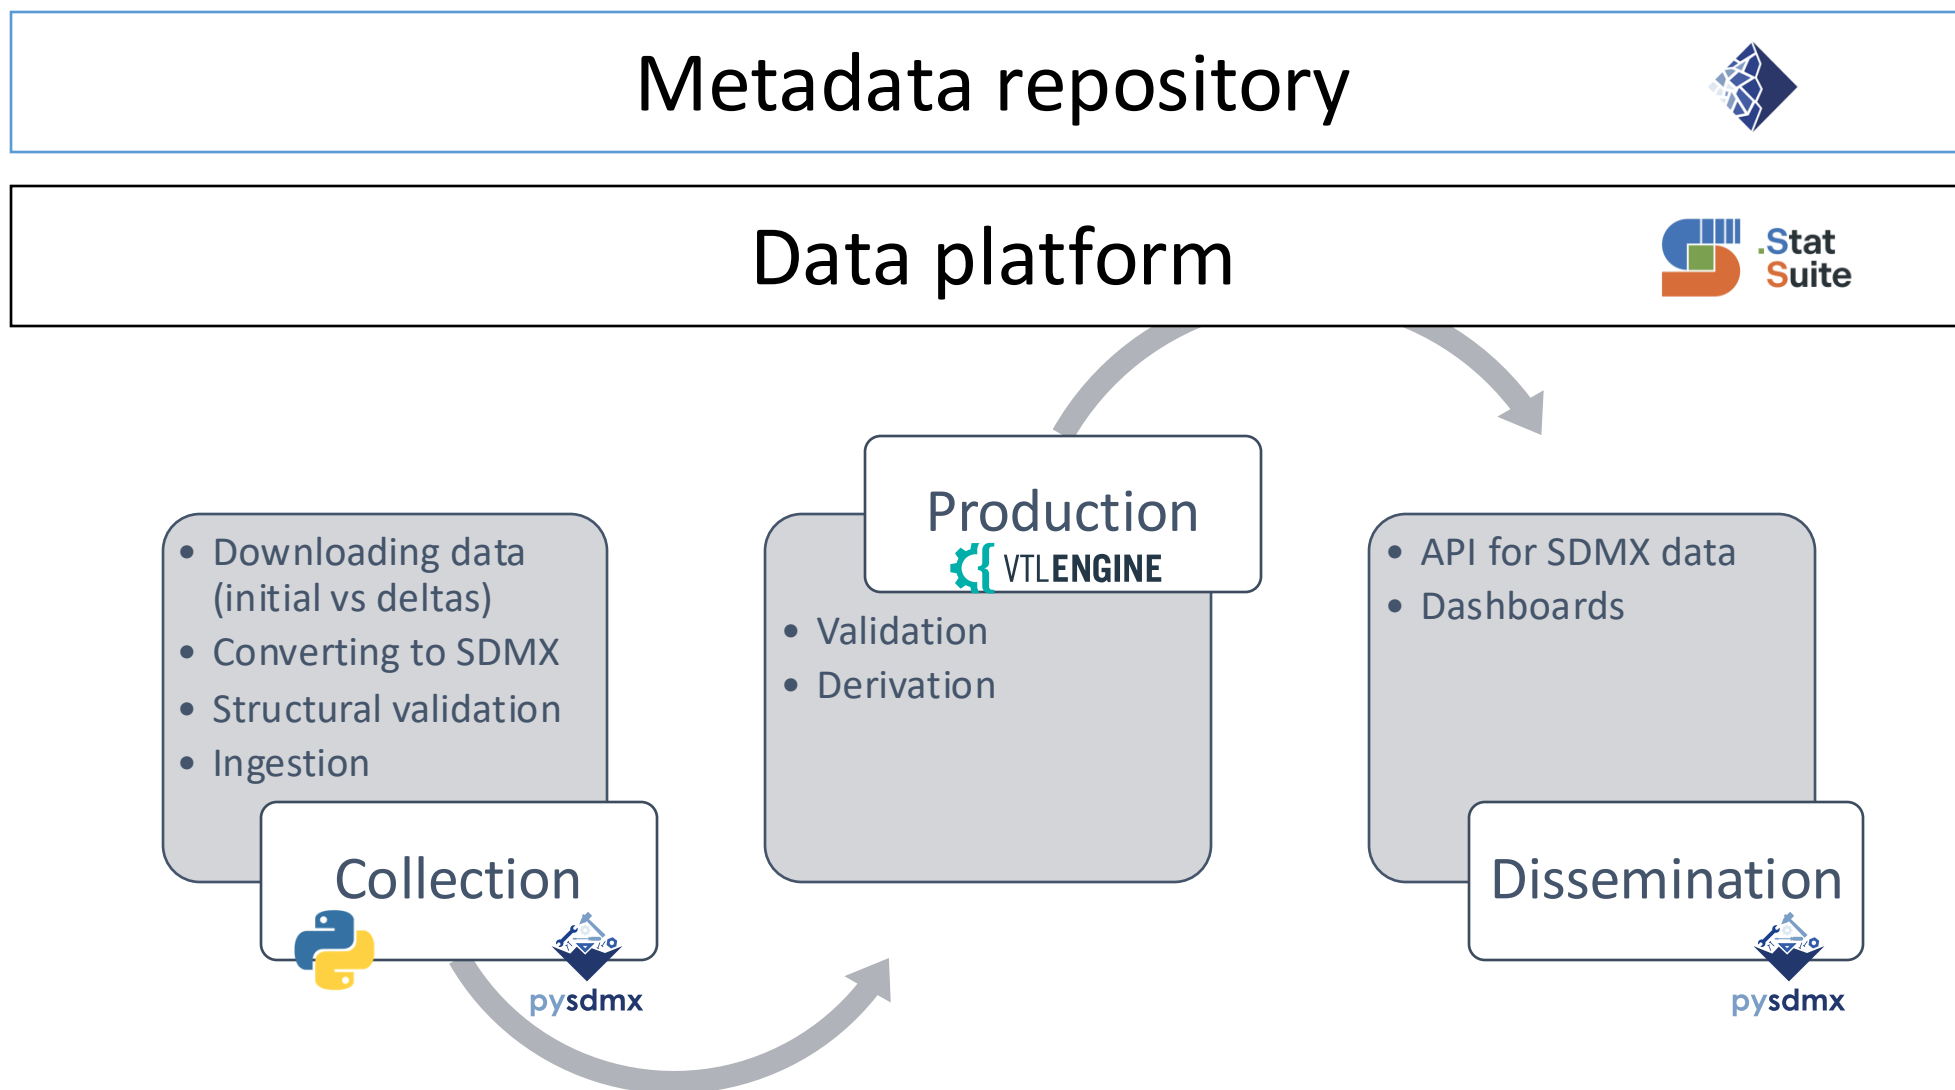 Metadata repository
Data platform
.Stat
Suite
• Downloading data
(initial vs deltas)
• Converting to SDMX
• Structural validation
• Ingestion
Collection
pysdmx
Production
VTLENGINE
• Validation
• Derivation
• API for SDMX data
• Dashboards
Dissemination
pysdmx